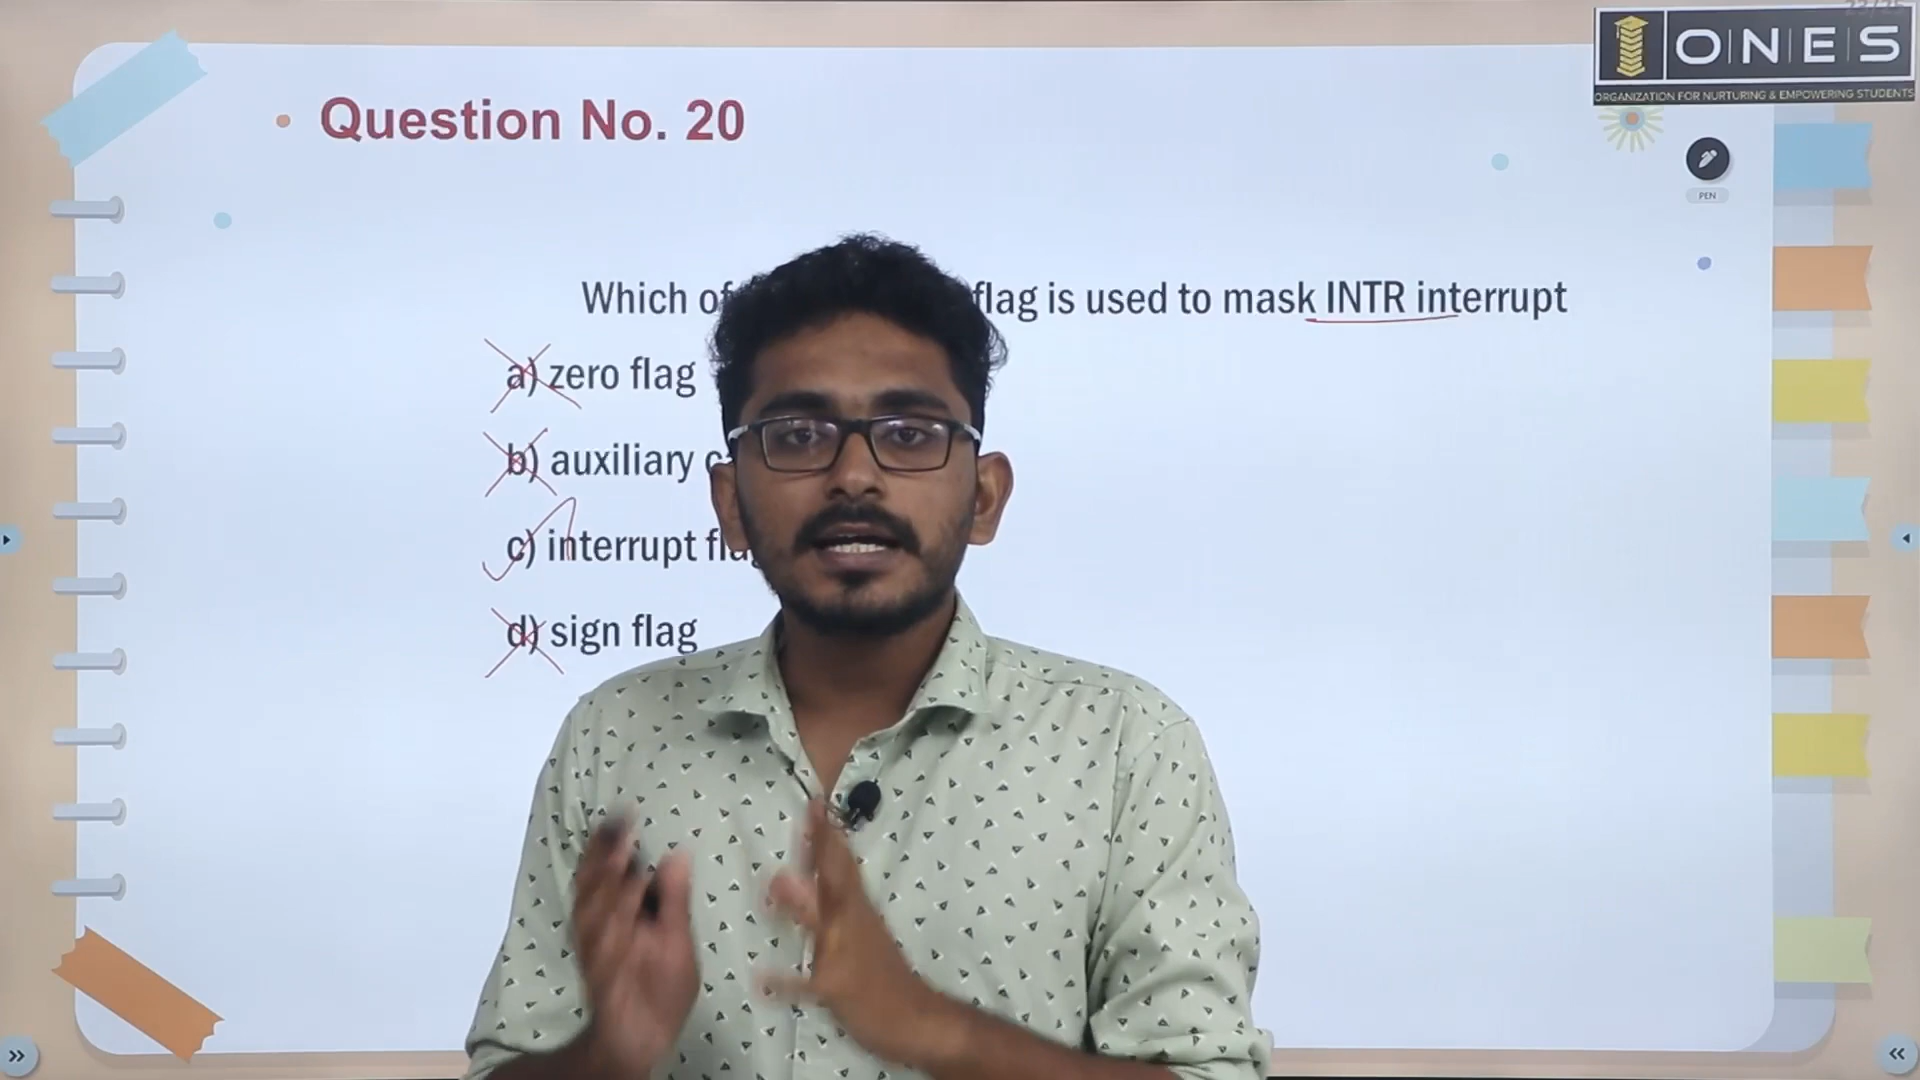 O|N|E|S
ORGANIZATION FOR NURTURING & EMPOWERING STUDENTS
Question No. 20
PEN
Which of flag is used to mask INTR interrupt
a) zero flag
b) auxiliary
c) interrupt
d) sign flag